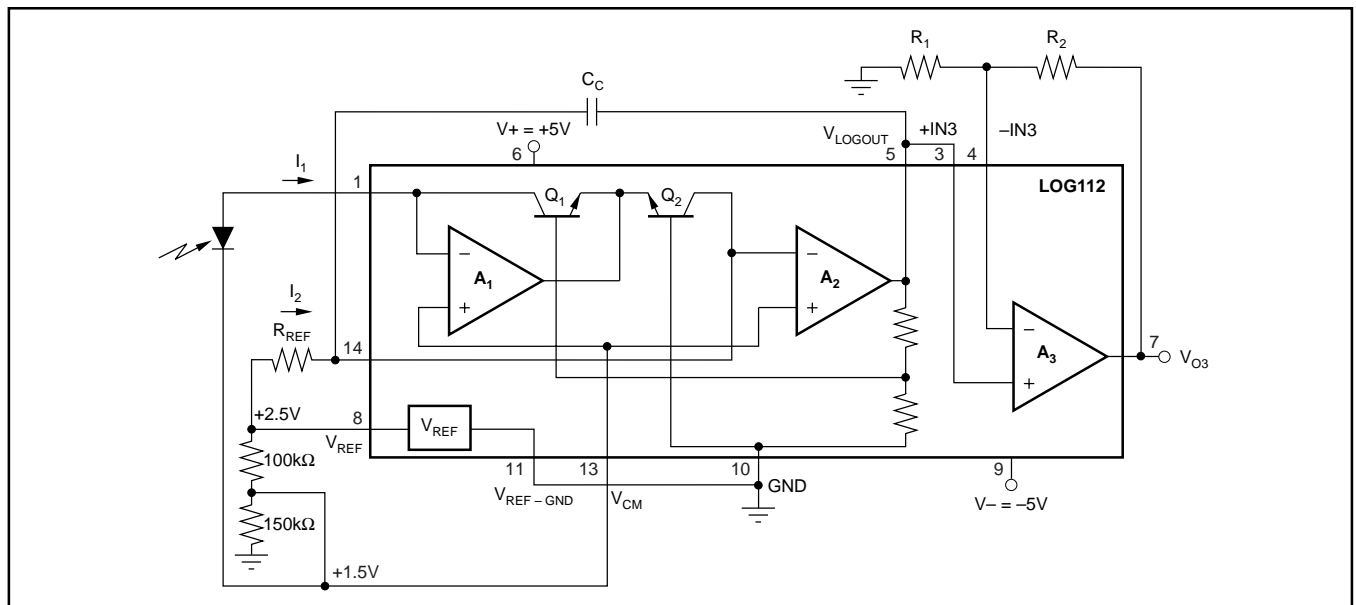 R1
R2
CC
V+ = +5V
6
VLOGOUT
5
+IN3
3
–IN3
4
LOG112
I1
1
Q1
Q2
–
A1
+
–
A2
+
I2
RREF
14
–
A3
+
7
VO3
+2.5V
8
VREF
VREF
100kΩ
150kΩ
11
VREF – GND
13
VCM
10
GND
9
V– = –5V
+1.5V